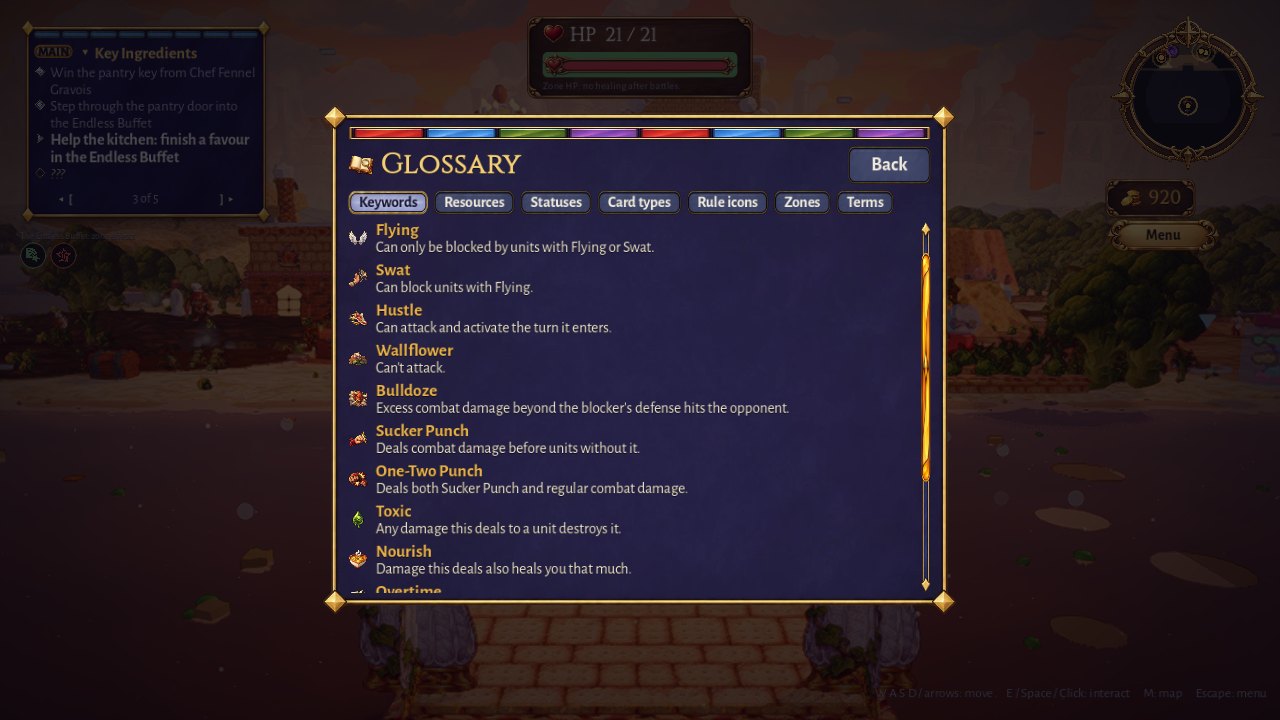 MAIN ▾ Key Ingredients
Win the pantry key from Chef Fennel
Gravois
Step through the pantry door into
the Endless Buffet
Help the kitchen: finish a favour
in the Endless Buffet
???
3 of 5
HP 21 / 21
Zone HP: no healing after battles.
920
Menu
Glossary
Back
Keywords
Resources
Statuses
Card types
Rule icons
Zones
Terms
Flying
Can only be blocked by units with Flying or Swat.
Swat
Can block units with Flying.
Hustle
Can attack and activate the turn it enters.
Wallflower
Can't attack.
Bulldoze
Excess combat damage beyond the blocker's defense hits the opponent.
Sucker Punch
Deals combat damage before units without it.
One-Two Punch
Deals both Sucker Punch and regular combat damage.
Toxic
Any damage this deals to a unit destroys it.
Nourish
Damage this deals also heals you that much.
Overtime
W A S D / arrows: move E / Space / Click: interact M: map Escape: menu